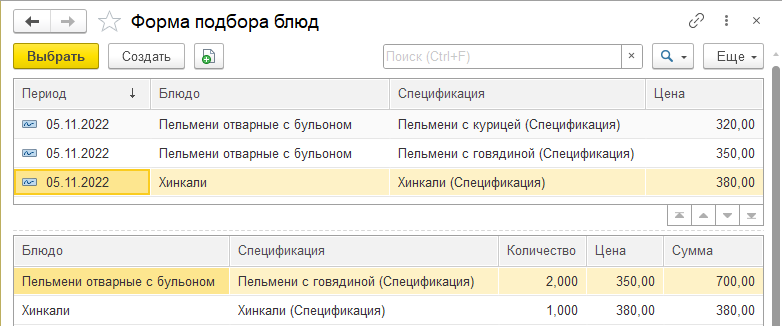 Форма подбора блюд
Выбрать Создать Поиск (Ctrl+F) × Еще
Период ↓ Блюдо Спецификация Цена
05.11.2022 Пельмени отварные с бульоном Пельмени с курицей (Спецификация) 320,00
05.11.2022 Пельмени отварные с бульоном Пельмени с говядиной (Спецификация) 350,00
05.11.2022 Хинкали Хинкали (Спецификация) 380,00
Блюдо Спецификация Количество Цена Сумма
Пельмени отварные с бульоном Пельмени с говядиной (Спецификация) 2,000 350,00 700,00
Хинкали Хинкали (Спецификация) 1,000 380,00 380,00